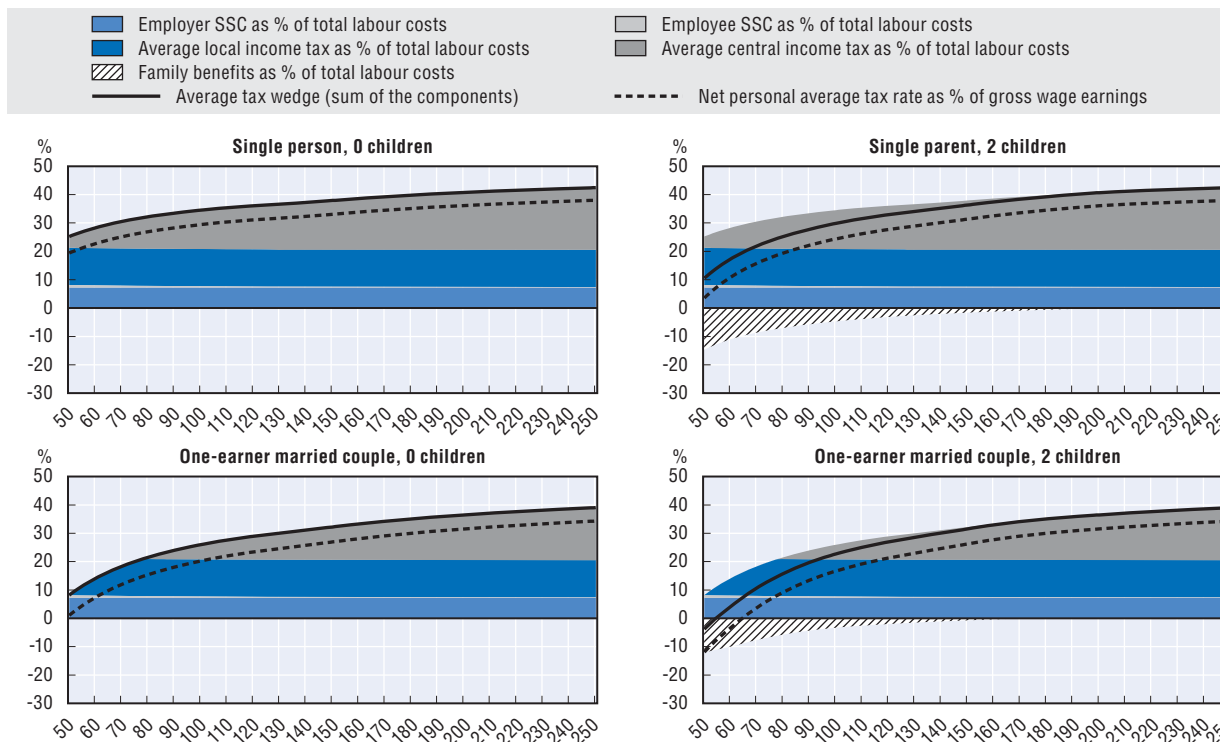 Employer SSC as % of total labour costs
Employee SSC as % of total labour costs
Average local income tax as % of total labour costs
Average central income tax as % of total labour costs
Family benefits as % of total labour costs
Average tax wedge (sum of the components)
Net personal average tax rate as % of gross wage earnings
%
Single person, 0 children
50
40
30
20
10
0
-10
-20
-30
50 60 70 80 90 100 110 120 130 140 150 160 170 180 190 200 210 220 230 240 250
%
Single parent, 2 children
50
40
30
20
10
0
-10
-20
-30
50 60 70 80 90 100 110 120 130 140 150 160 170 180 190 200 210 220 230 240 25
%
One-earner married couple, 0 children
50
40
30
20
10
0
-10
-20
-30
50 60 70 80 90 100 110 120 130 140 150 160 170 180 190 200 210 220 230 240 250
%
One-earner married couple, 2 children
50
40
30
20
10
0
-10
-20
-30
50 60 70 80 90 100 110 120 130 140 150 160 170 180 190 200 210 220 230 240 25